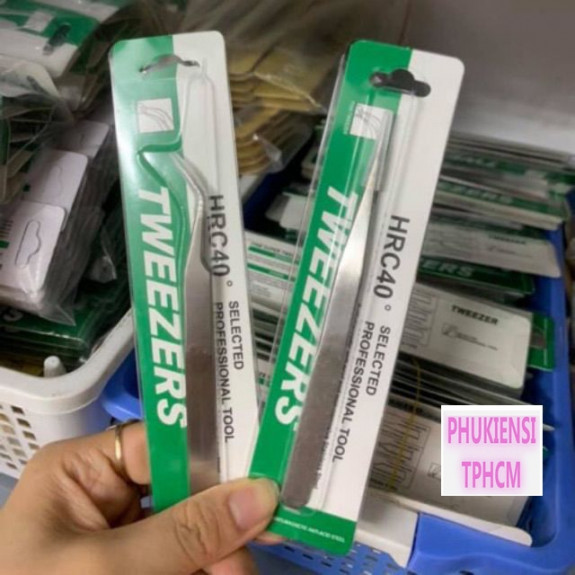 TWEEZERS
HRC40°
SELECTED
PROFESSIONAL TOOL
TWEEZERS
HRC40°
SELECTED
PROFESSIONAL TOOL
TWEEZER
PHUKIENSI
TPHCM